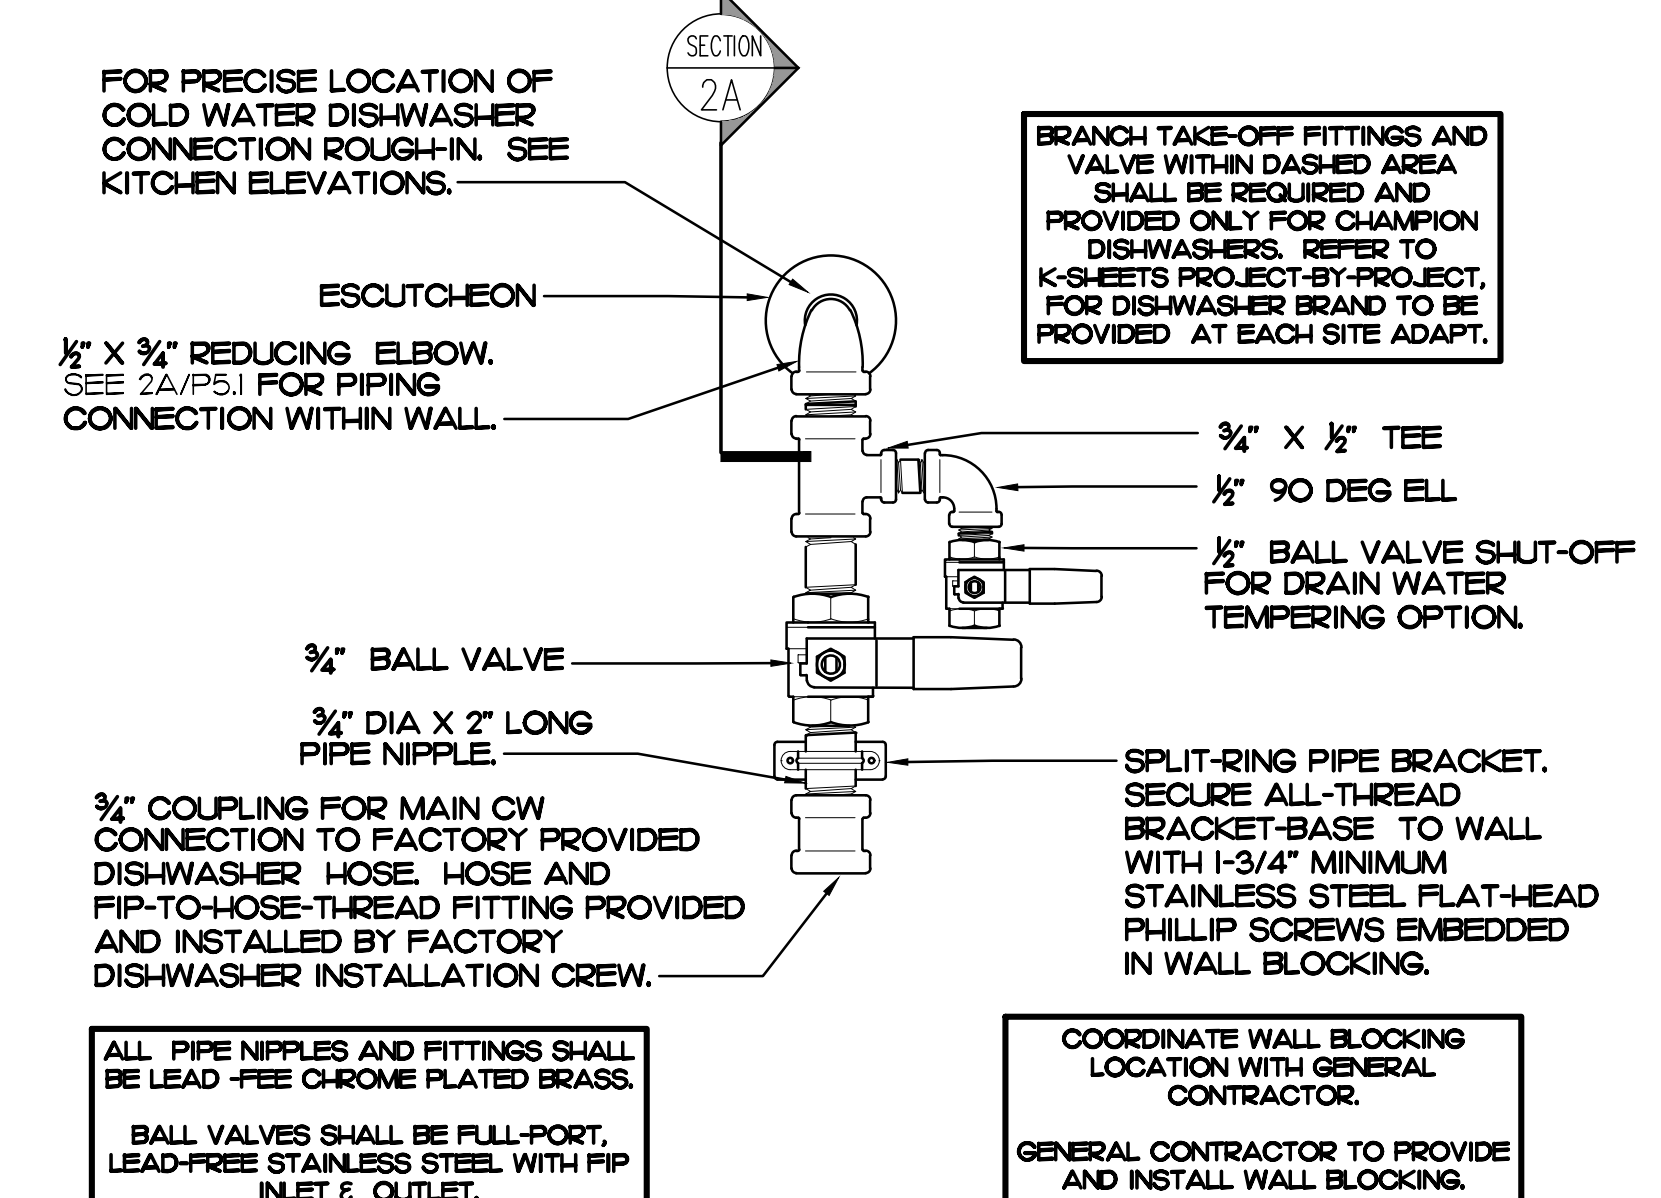 SECTION
2A
FOR PRECISE LOCATION OF
COLD WATER DISHWASHER
CONNECTION ROUGH-IN. SEE
KITCHEN ELEVATIONS.
BRANCH TAKE-OFF FITTINGS AND
VALVE WITHIN DASHED AREA
SHALL BE REQUIRED AND
PROVIDED ONLY FOR CHAMPION
DISHWASHERS. REFER TO
K-SHEETS PROJECT-BY-PROJECT,
FOR DISHWASHER BRAND TO BE
PROVIDED AT EACH SITE ADAPT.
ESCUTCHEON
½" X ¾" REDUCING ELBOW.
SEE 2A/P5.1 FOR PIPING
CONNECTION WITHIN WALL.
¾" X ½" TEE
½" 90 DEG ELL
½" BALL VALVE SHUT-OFF
FOR DRAIN WATER
TEMPERING OPTION.
¾" BALL VALVE
¾" DIA X 2" LONG
PIPE NIPPLE.
¾" COUPLING FOR MAIN CW
CONNECTION TO FACTORY PROVIDED
DISHWASHER HOSE. HOSE AND
FIP-TO-HOSE-THREAD FITTING PROVIDED
AND INSTALLED BY FACTORY
DISHWASHER INSTALLATION CREW.
SPLIT-RING PIPE BRACKET.
SECURE ALL-THREAD
BRACKET-BASE TO WALL
WITH 1-3/4" MINIMUM
STAINLESS STEEL FLAT-HEAD
PHILLIP SCREWS EMBEDDED
IN WALL BLOCKING.
ALL PIPE NIPPLES AND FITTINGS SHALL
BE LEAD -FEE CHROME PLATED BRASS.
BALL VALVES SHALL BE FULL-PORT,
LEAD-FREE STAINLESS STEEL WITH FIP
INLET & OUTLET.
COORDINATE WALL BLOCKING
LOCATION WITH GENERAL
CONTRACTOR.
GENERAL CONTRACTOR TO PROVIDE
AND INSTALL WALL BLOCKING.